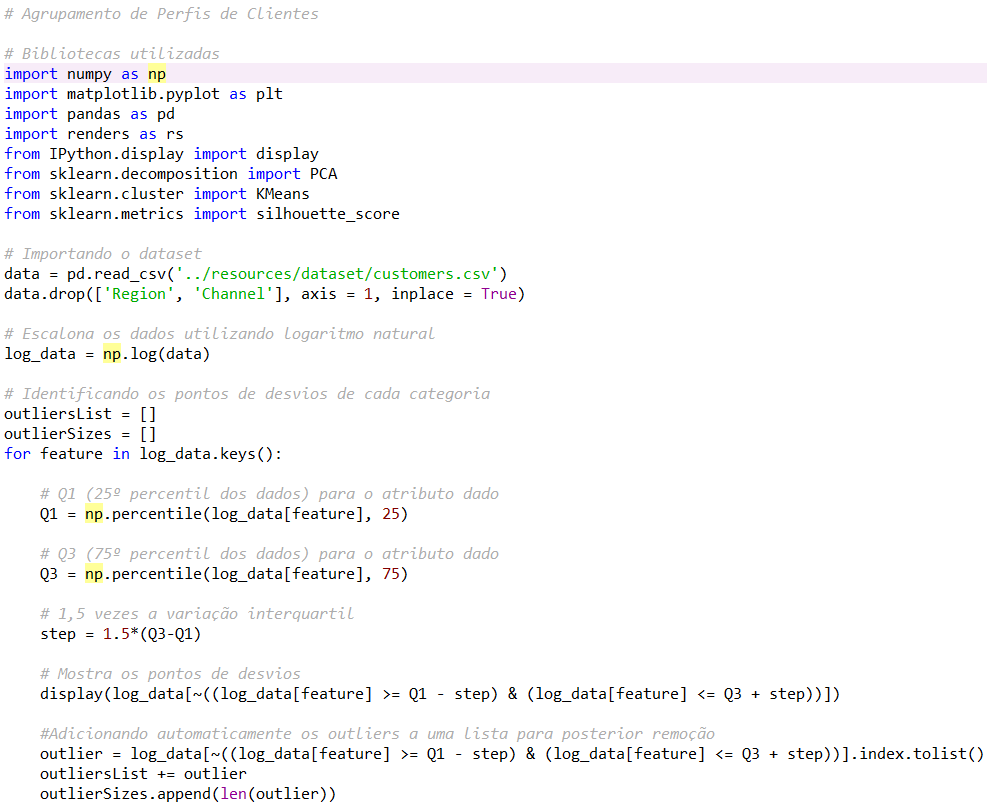 # Agrupamento de Perfis de Clientes
# Bibliotecas utilizadas
import numpy as np
import matplotlib.pyplot as plt
import pandas as pd
import renders as rs
from IPython.display import display
from sklearn.decomposition import PCA
from sklearn.cluster import KMeans
from sklearn.metrics import silhouette_score
# Importando o dataset
data = pd.read_csv('../resources/dataset/customers.csv')
data.drop(['Region', 'Channel'], axis = 1, inplace = True)
# Escalona os dados utilizando logaritmo natural
log_data = np.log(data)
# Identificando os pontos de desvios de cada categoria
outliersList = []
outlierSizes = []
for feature in log_data.keys():
    # Q1 (25º percentil dos dados) para o atributo dado
    Q1 = np.percentile(log_data[feature], 25)
    # Q3 (75º percentil dos dados) para o atributo dado
    Q3 = np.percentile(log_data[feature], 75)
    # 1,5 vezes a variação interquartil
    step = 1.5*(Q3-Q1)
    # Mostra os pontos de desvios
    display(log_data[~((log_data[feature] >= Q1 - step) & (log_data[feature] <= Q3 + step))])
    #Adicionando automaticamente os outliers a uma lista para posterior remoção
    outlier = log_data[~((log_data[feature] >= Q1 - step) & (log_data[feature] <= Q3 + step))].index.tolist()
    outliersList += outlier
    outlierSizes.append(len(outlier))